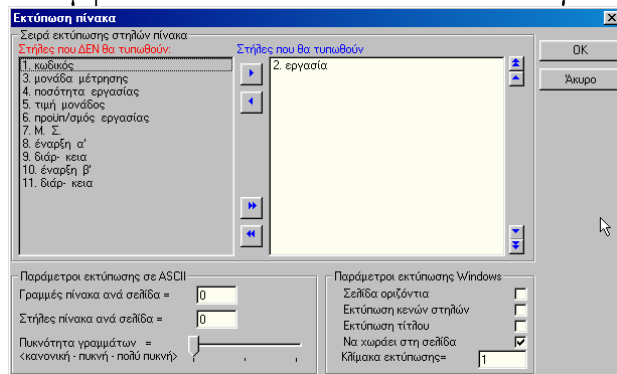 Εκτύπωση πίνακα
Σειρά εκτύπωσης στηλών πίνακα
Στήλες που ΔΕΝ θα τυπωθούν:
Στήλες που θα τυπωθούν
1. κωδικός
3. μονάδα μέτρησης
4. ποσότητα εργασίας
5. τιμή μονάδος
6. προϋπ/σμός εργασίας
7. Μ. Σ.
8. έναρξη α'
9. διάρ- κεια
10. έναρξη β'
11. διάρ- κεια
2. εργασία
OK
Άκυρο
Παράμετροι εκτύπωσης σε ASCII
Γραμμές πίνακα ανά σελίδα = 0
Στήλες πίνακα ανά σελίδα = 0
Πυκνότητα γραμμάτων =
<κανονική - πυκνή - πολύ πυκνή>
Παράμετροι εκτύπωσης Windows
Σελίδα οριζόντια
Εκτύπωση κενών στηλών
Εκτύπωση τίτλου
Να χωράει στη σελίδα
Κλίμακα εκτύπωσης= 1